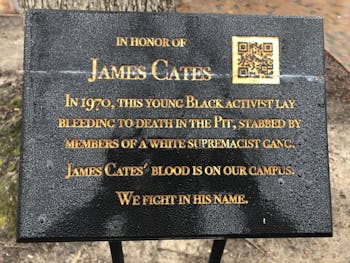 IN HONOR OF
JAMES CATES
IN 1970, THIS YOUNG BLACK ACTIVIST LAY
BLEEDING TO DEATH IN THE PIT, STABBED BY
MEMBERS OF A WHITE SUPREMACIST GANG.
JAMES CATES' BLOOD IS ON OUR CAMPUS.
WE FIGHT IN HIS NAME.